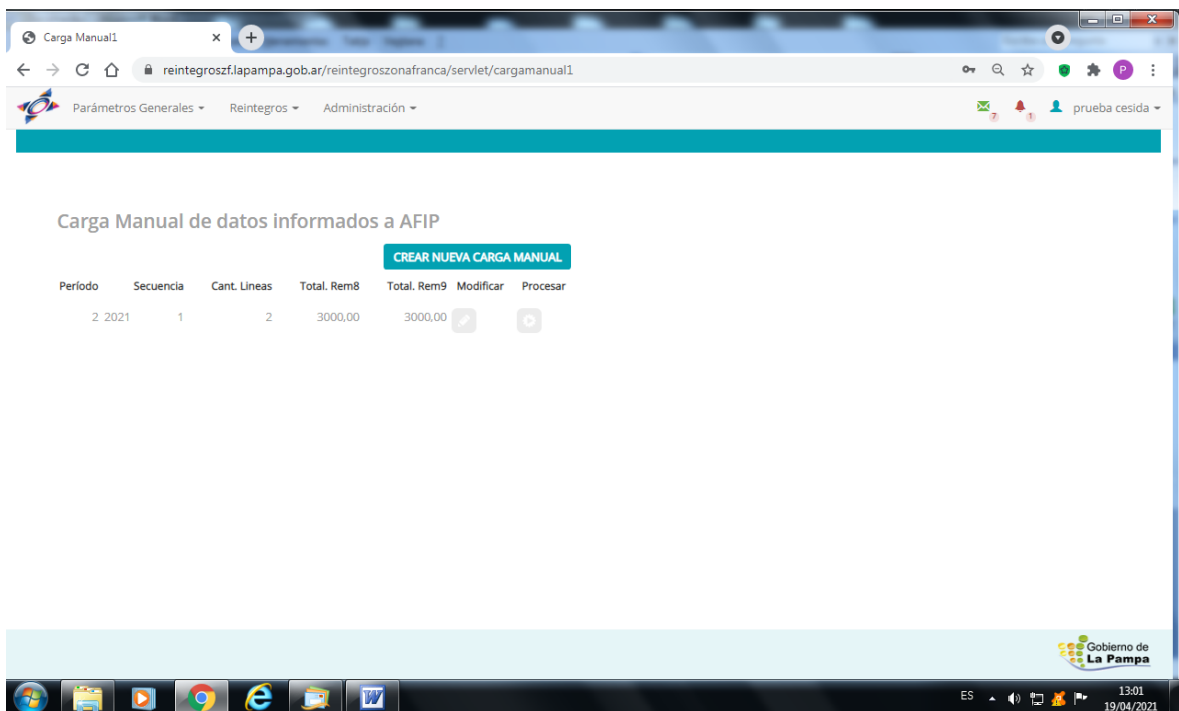 Carga Manual1
reintegroszf.lapampa.gob.ar/reintegroszonafranca/servlet/cargamanual1
P
Parámetros Generales Reintegros Administración 7 1 prueba cesida
Carga Manual de datos informados a AFIP
CREAR NUEVA CARGA MANUAL
Período Secuencia Cant. Lineas Total. Rem8 Total. Rem9 Modificar Procesar
2 2021 1 2 3000,00 3000,00
Gobierno de
La Pampa
ES 13:01
19/04/2021